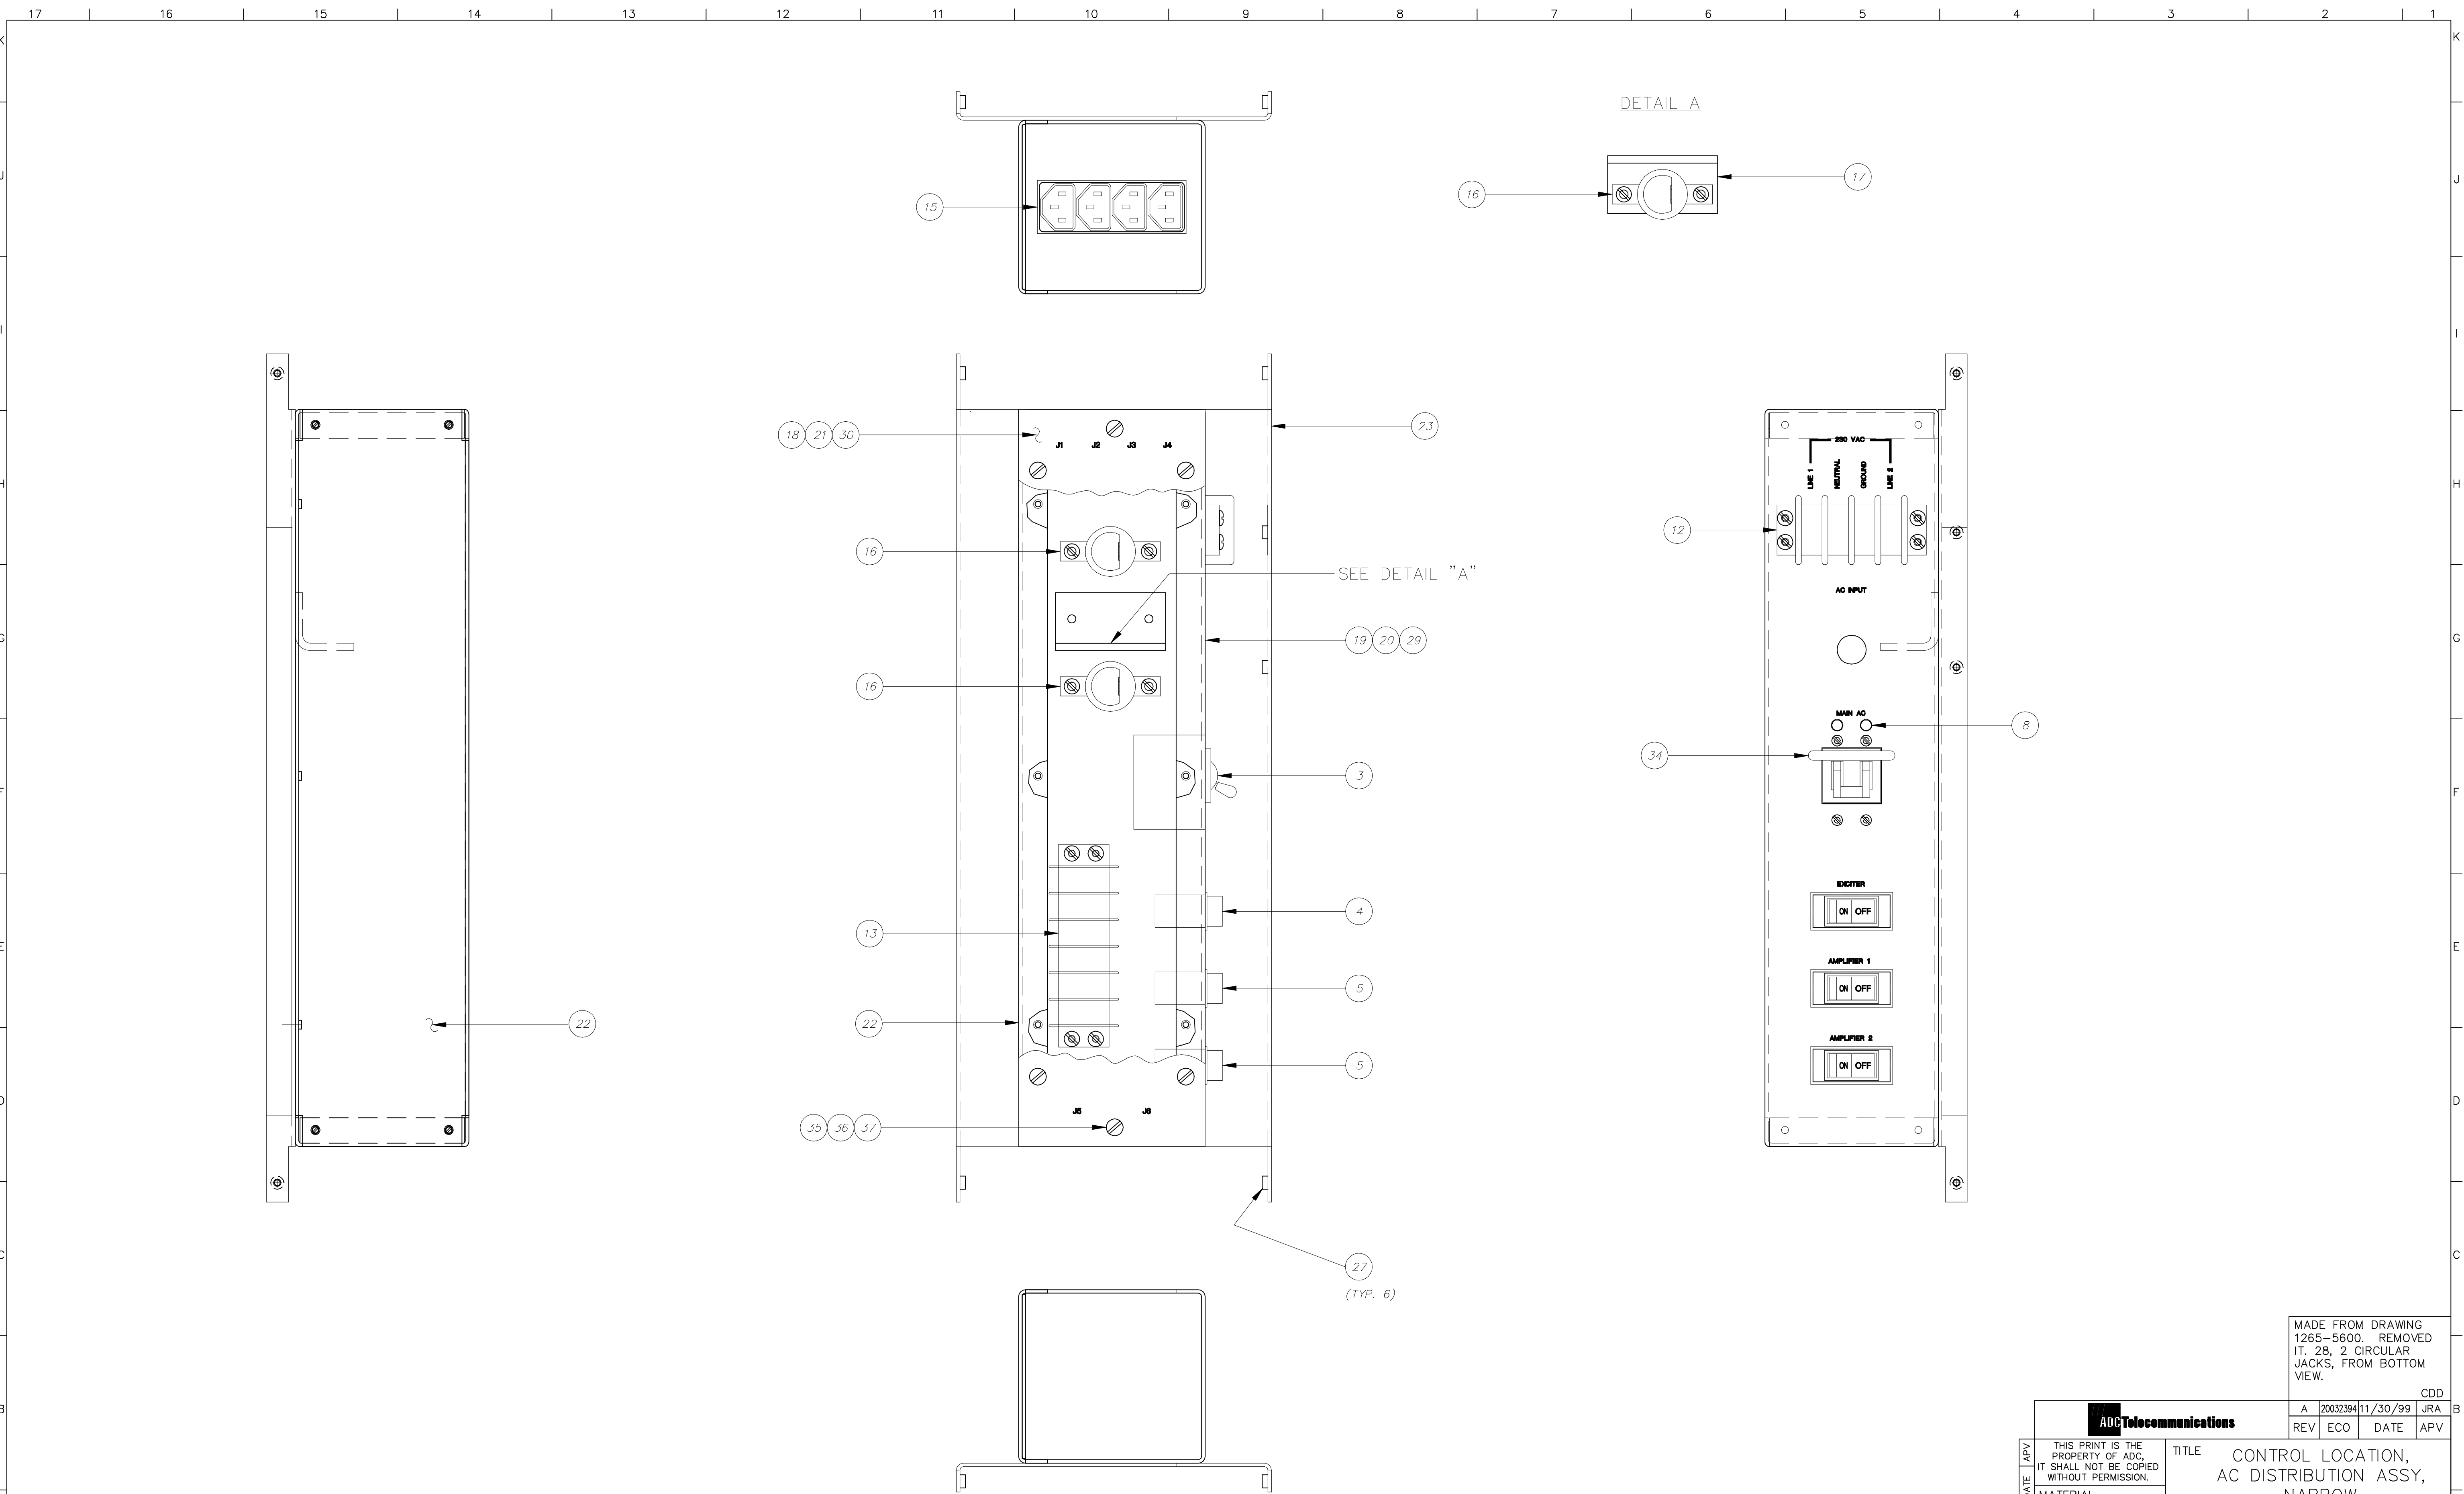 17 16 15 14 13 12 11 10 9 8 7 6 5 4 3 2 1
K K
J J
I I
H H
G G
F F
E E
D D
C C
B B
DETAIL A
15
16
17
18 21 30
J1 J2 J3 J4
23
16
SEE DETAIL "A"
19 20 29
16
3
4
13
5
22
5
22
J5 J6
35 36 37
27
(TYP. 6)
230 VAC
LINE 1
NEUTRAL
GROUND
LINE 2
12
AC INPUT
MAIN AC
8
34
EXCITER
ON OFF
AMPLIFIER 1
ON OFF
AMPLIFIER 2
ON OFF
MADE FROM DRAWING
1265-5600. REMOVED
IT. 28, 2 CIRCULAR
JACKS, FROM BOTTOM
VIEW.
CDD
A 20032394 11/30/99 JRA
REV ECO DATE APV
ADC Telecommunications
APV
THIS PRINT IS THE
PROPERTY OF ADC,
IT SHALL NOT BE COPIED
WITHOUT PERMISSION.
TITLE
CONTROL LOCATION,
AC DISTRIBUTION ASSY,
NARROW
MATERIAL